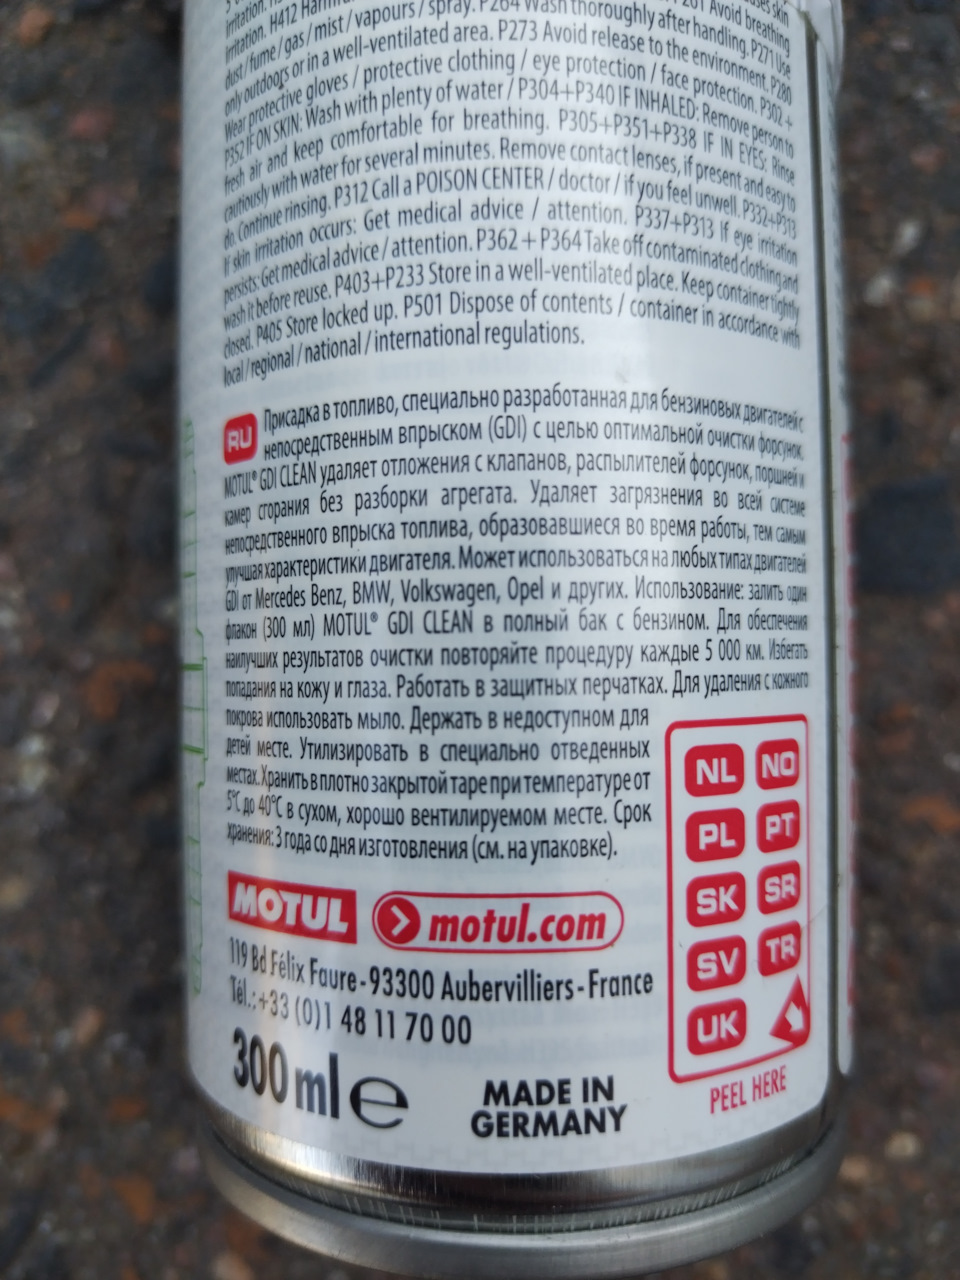 irritation. H412 Harmful
P261 Avoid breathing
dust / fume / gas / mist / vapours / spray. P264 Wash thoroughly after handling. P271 Use
only outdoors or in a well-ventilated area. P273 Avoid release to the environment. P280
Wear protective gloves / protective clothing / eye protection / face protection. P302 +
P352 IF ON SKIN: Wash with plenty of water / P304+P340 IF INHALED: Remove person to
fresh air and keep comfortable for breathing. P305+P351+P338 IF IN EYES: Rinse
cautiously with water for several minutes. Remove contact lenses, if present and easy to
do. Continue rinsing. P312 Call a POISON CENTER / doctor / if you feel unwell. P332+P313
If skin irritation occurs: Get medical advice / attention. P337+P313 If eye irritation
persists: Get medical advice / attention. P362 + P364 Take off contaminated clothing and
wash it before reuse. P403+P233 Store in a well-ventilated place. Keep container tightly
closed. P405 Store locked up. P501 Dispose of contents / container in accordance with
local / regional / national / international regulations.
RU Присадка в топливо, специально разработанная для бензиновых двигателей с
непосредственным впрыском (GDI) с целью оптимальной очистки форсунок.
MOTUL® GDI CLEAN удаляет отложения с клапанов, распылителей форсунок, поршней и
камер сгорания без разборки агрегата. Удаляет загрязнения во всей системе
непосредственного впрыска топлива, образовавшиеся во время работы, тем самым
улучшая характеристики двигателя. Может использоваться на любых типах двигателей
GDI от Mercedes Benz, BMW, Volkswagen, Opel и других. Использование: залить один
флакон (300 мл) MOTUL® GDI CLEAN в полный бак с бензином. Для обеспечения
наилучших результатов очистки повторяйте процедуру каждые 5 000 км. Избегать
попадания на кожу и глаза. Работать в защитных перчатках. Для удаления с кожного
покрова использовать мыло. Держать в недоступном для
детей месте. Утилизировать в специально отведенных
местах. Хранить в плотно закрытой таре при температуре от
5°C до 40°C в сухом, хорошо вентилируемом месте. Срок
хранения: 3 года со дня изготовления (см. на упаковке).
NL NO
PL PT
SK SR
SV TR
UK
PEEL HERE
MOTUL motul.com
119 Bd Félix Faure - 93300 Aubervilliers - France
Tél.: +33 (0)1 48 11 70 00
300 ml e
MADE IN
GERMANY